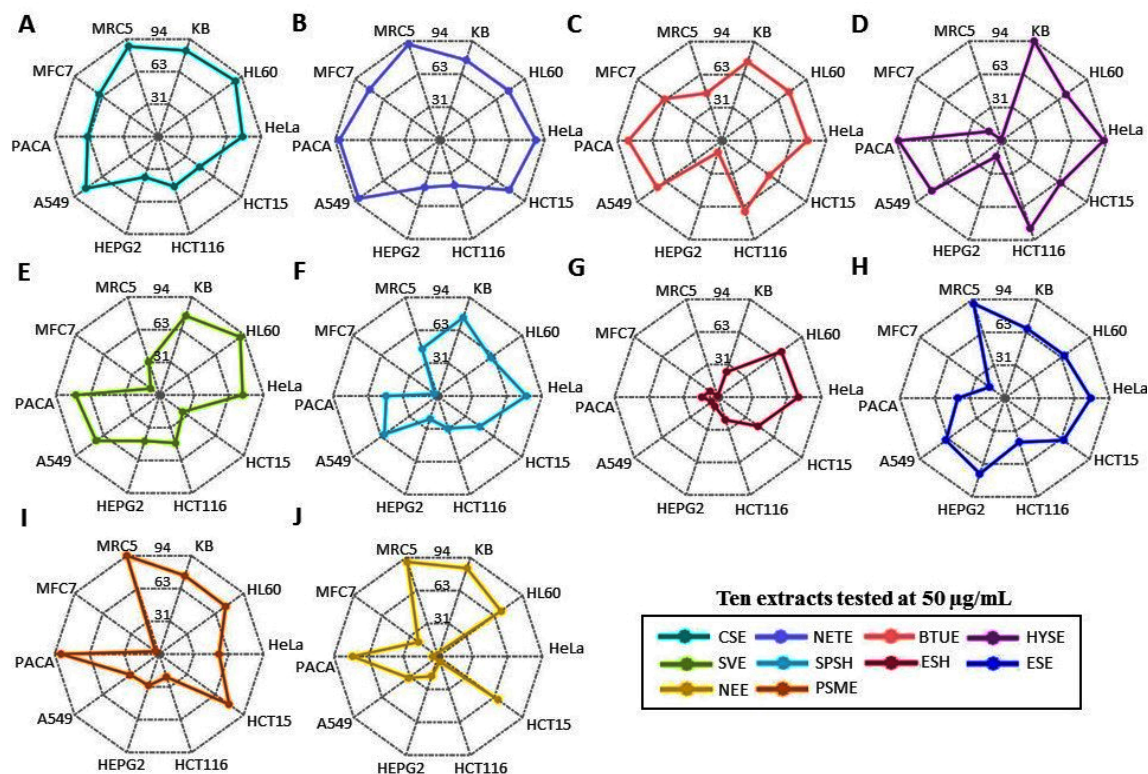 A
MRC5 94 KB
63
MFC7 HL60
31
PACA HeLa
A549 HCT15
HEPG2 HCT116
B
MRC5 94 KB
63
MFC7 HL60
31
PACA HeLa
A549 HCT15
HEPG2 HCT116
C
MRC5 94 KB
63
MFC7 HL60
31
PACA HeLa
A549 HCT15
HEPG2 HCT116
D
MRC5 94 KB
63
MFC7 HL60
31
PACA HeLa
A549 HCT15
HEPG2 HCT116
E
MRC5 94 KB
63
MFC7 HL60
31
PACA HeLa
A549 HCT15
HEPG2 HCT116
F
MRC5 94 KB
63
MFC7 HL60
31
PACA HeLa
A549 HCT15
HEPG2 HCT116
G
MRC5 94 KB
63
MFC7 HL60
31
PACA HeLa
A549 HCT15
HEPG2 HCT116
H
MRC5 94 KB
63
MFC7 HL60
31
PACA HeLa
A549 HCT15
HEPG2 HCT116
I
MRC5 94 KB
63
MFC7 HL60
31
PACA HeLa
A549 HCT15
HEPG2 HCT116
J
MRC5 94 KB
63
MFC7 HL60
31
PACA HeLa
A549 HCT15
HEPG2 HCT116
Ten extracts tested at 50 µg/mL
CSE NETE BTUE HYSE
SVE SPSH ESH ESE
NEE PSME